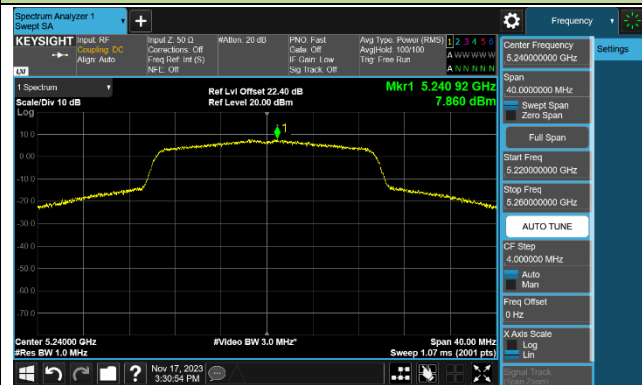 Spectrum Analyzer 1
Swept SA
Frequency
KEYSIGHT
Input: RF
Coupling: DC
Align: Auto
Input Z: 50 Ω
Corrections: Off
Freq Ref: Int (S)
NFE: Off
#Atten: 20 dB
PNO: Fast
Gate: Off
IF Gain: Low
Sig Track: Off
Avg Type: Power (RMS)
Avg|Hold: 100/100
Trig: Free Run
1 2 3 4 5 6
A W W W W W
A N N N N N
LXI
1 Spectrum
Scale/Div 10 dB
Log
Ref Lvl Offset 22.40 dB
Ref Level 20.00 dBm
Mkr1 5.240 92 GHz
7.860 dBm
1
10.0
0.00
-10.0
-20.0
-30.0
-40.0
-50.0
-60.0
-70.0
Center 5.24000 GHz
#Res BW 1.0 MHz
#Video BW 3.0 MHz*
Span 40.00 MHz
Sweep 1.07 ms (2001 pts)
Nov 17, 2023
3:30:54 PM
Center Frequency
5.240000000 GHz
Settings
Span
40.0000000 MHz
Swept Span
Zero Span
Full Span
Start Freq
5.220000000 GHz
Stop Freq
5.260000000 GHz
AUTO TUNE
CF Step
4.000000 MHz
Auto
Man
Freq Offset
0 Hz
X Axis Scale
Log
Lin
Signal Track
(Span Zoom)